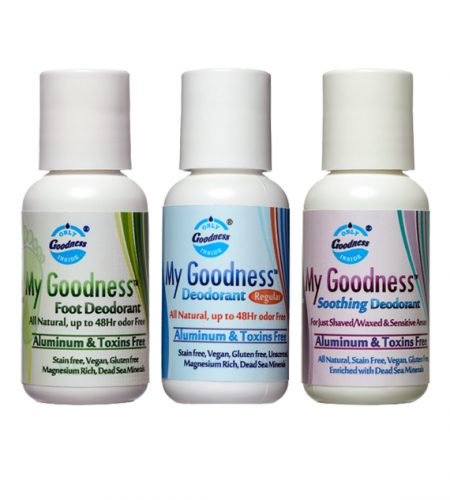 ONLY
Goodness®
INSIDE
My Goodness™
Foot Deodorant
All Natural, up to 48Hr odor Free
Aluminum & Toxins Free
Stain free, Vegan, Gluten free
Magnesium Rich, Dead Sea Minerals
ONLY
Goodness®
INSIDE
My Goodness™
Deodorant Regular
All Natural, up to 48Hr odor Free
Aluminum & Toxins Free
Stain free, Vegan, Gluten free, Unscented
Magnesium Rich, Dead Sea Minerals
ONLY
Goodness®
INSIDE
My Goodness™
Soothing Deodorant
For Just Shaved/Waxed & Sensitive Areas
Aluminum & Toxins Free
All Natural, Stain Free, Vegan, Gluten Free
Enriched with Dead Sea Minerals